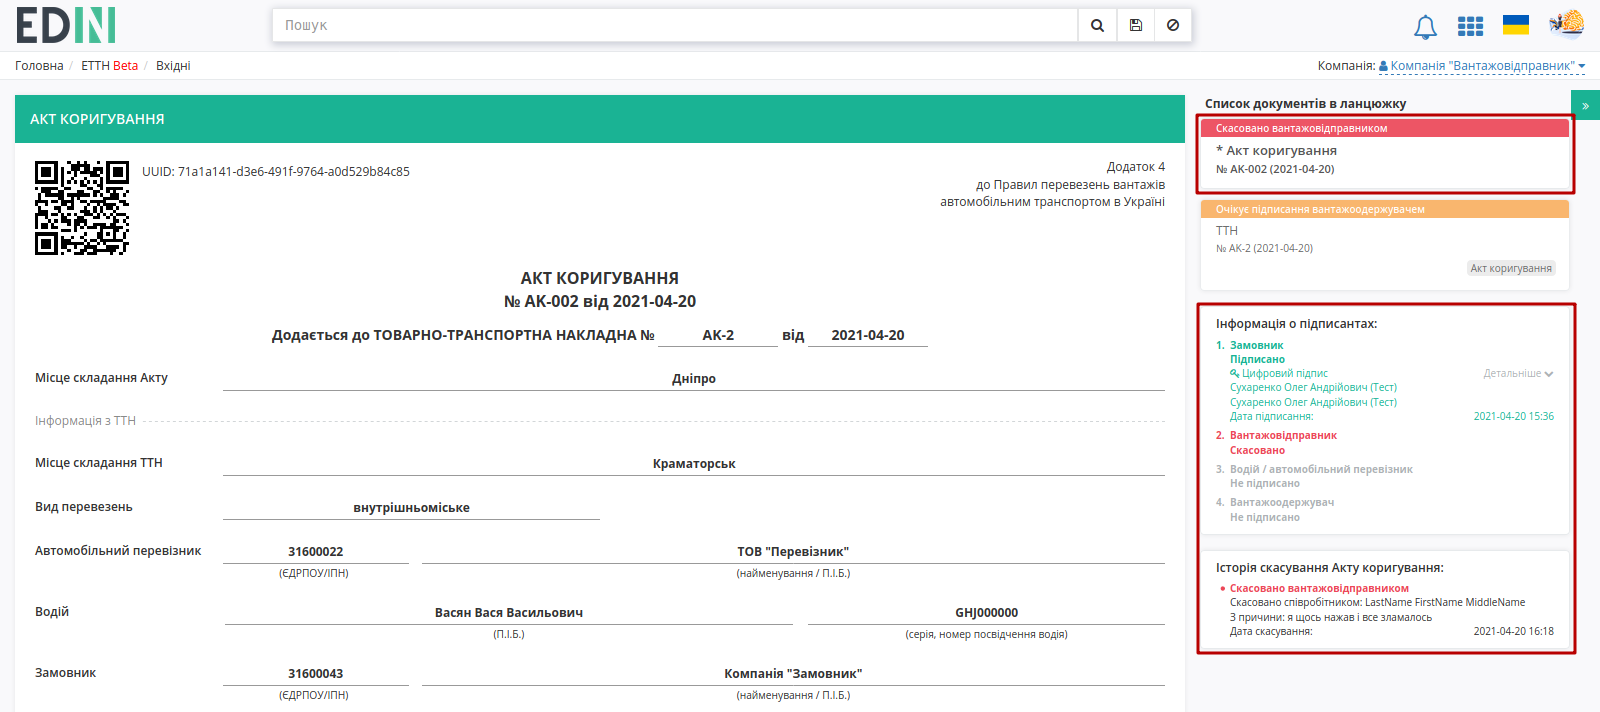 EDIN
Пошук
Головна / ЕТТН Beta / Вхідні
Компанія: Компанія "Вантажовідправник"
АКТ КОРИГУВАННЯ
UUID: 71a1a141-d3e6-491f-9764-a0d529b84c85
Додаток 4
до Правил перевезень вантажів
автомобільним транспортом в Україні
АКТ КОРИГУВАННЯ
№ АК-002 від 2021-04-20
Додається до ТОВАРНО-ТРАНСПОРТНА НАКЛАДНА № АК-2 від 2021-04-20
Місце складання Акту Дніпро
Інформація з ТТН
Місце складання ТТН Краматорськ
Вид перевезень внутрішньоміське
Автомобільний перевізник 31600022 ТОВ "Перевізник"
(ЄДРПОУ/ІПН) (найменування / П.І.Б.)
Водій Васян Вася Васильович GHJ000000
(П.І.Б.) (серія, номер посвідчення водія)
Замовник 31600043 Компанія "Замовник"
(ЄДРПОУ/ІПН) (найменування / П.І.Б.)
Список документів в ланцюжку
»
Скасовано вантажовідправником
* Акт коригування
№ АК-002 (2021-04-20)
Очікує підписання вантажоодержувачем
ТТН
№ АК-2 (2021-04-20)
Акт коригування
Інформація о підписантах:
1. Замовник
Підписано
Цифровий підпис Детальніше
Сухаренко Олег Андрійович (Тест)
Сухаренко Олег Андрійович (Тест)
Дата підписання: 2021-04-20 15:36
2. Вантажовідправник
Скасовано
3. Водій / автомобільний перевізник
Не підписано
4. Вантажоодержувач
Не підписано
Історія скасування Акту коригування:
• Скасовано вантажовідправником
Скасовано співробітником: LastName FirstName MiddleName
З причини: я щось нажав і все зламалось
Дата скасування: 2021-04-20 16:18